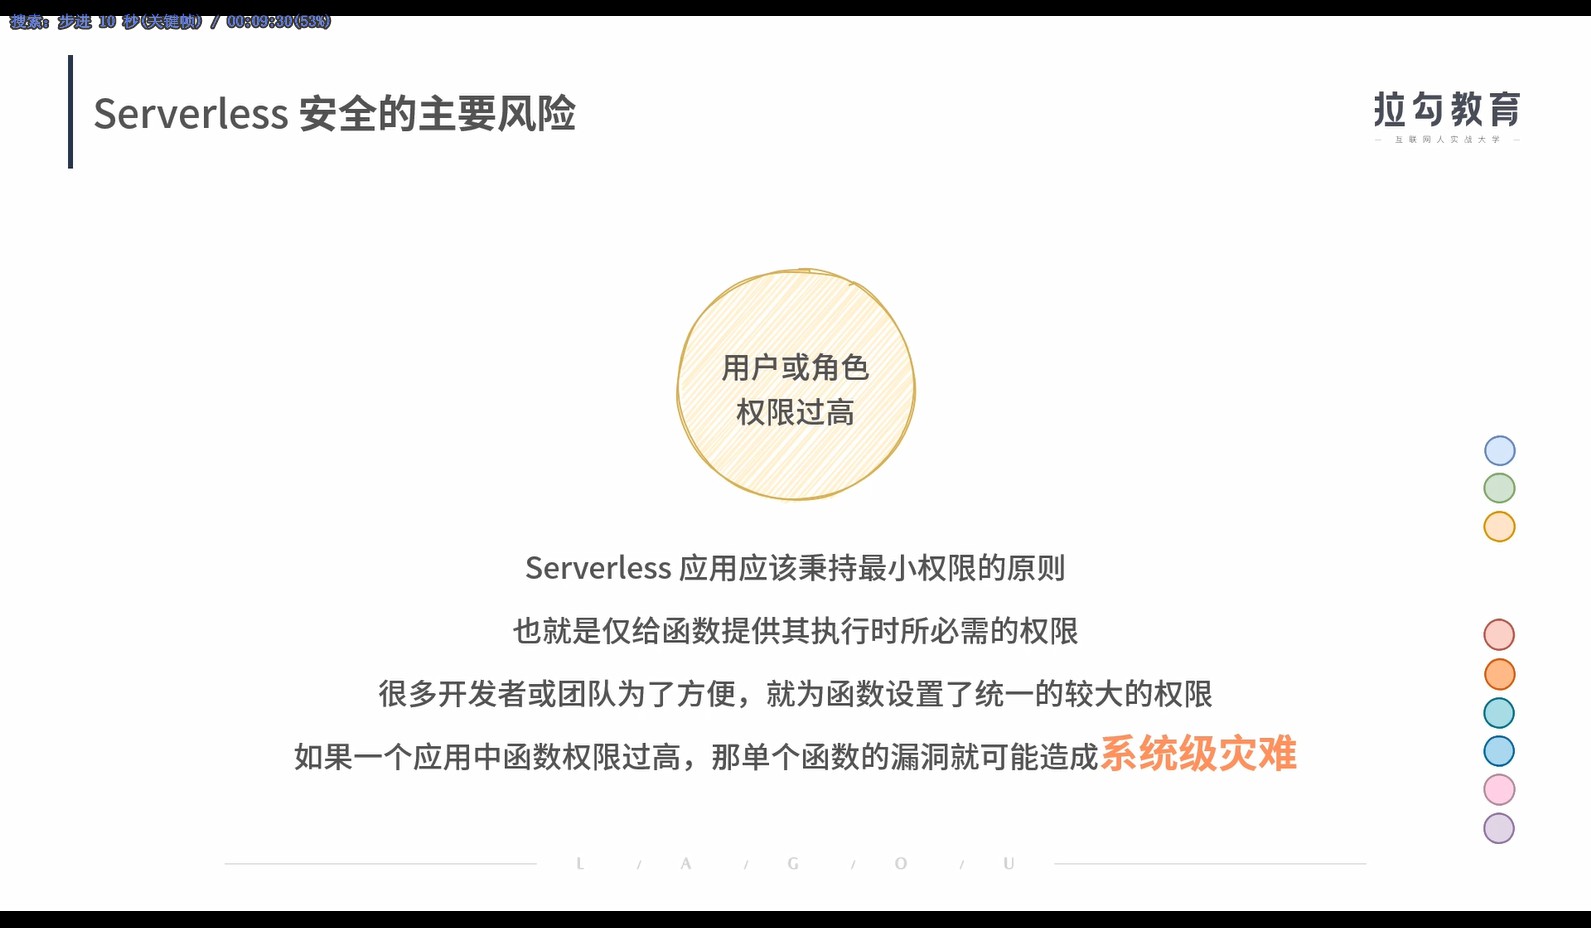 搜索: 步进 10 秒(关键帧) / 00:09:30(53%)
Serverless 安全的主要风险
拉勾教育
— 互联网人实战大学 —
用户或角色
权限过高
Serverless 应用应该秉持最小权限的原则
也就是仅给函数提供其执行时所必需的权限
很多开发者或团队为了方便，就为函数设置了统一的较大的权限
如果一个应用中函数权限过高，那单个函数的漏洞就可能造成系统级灾难
L / A / G / O / U